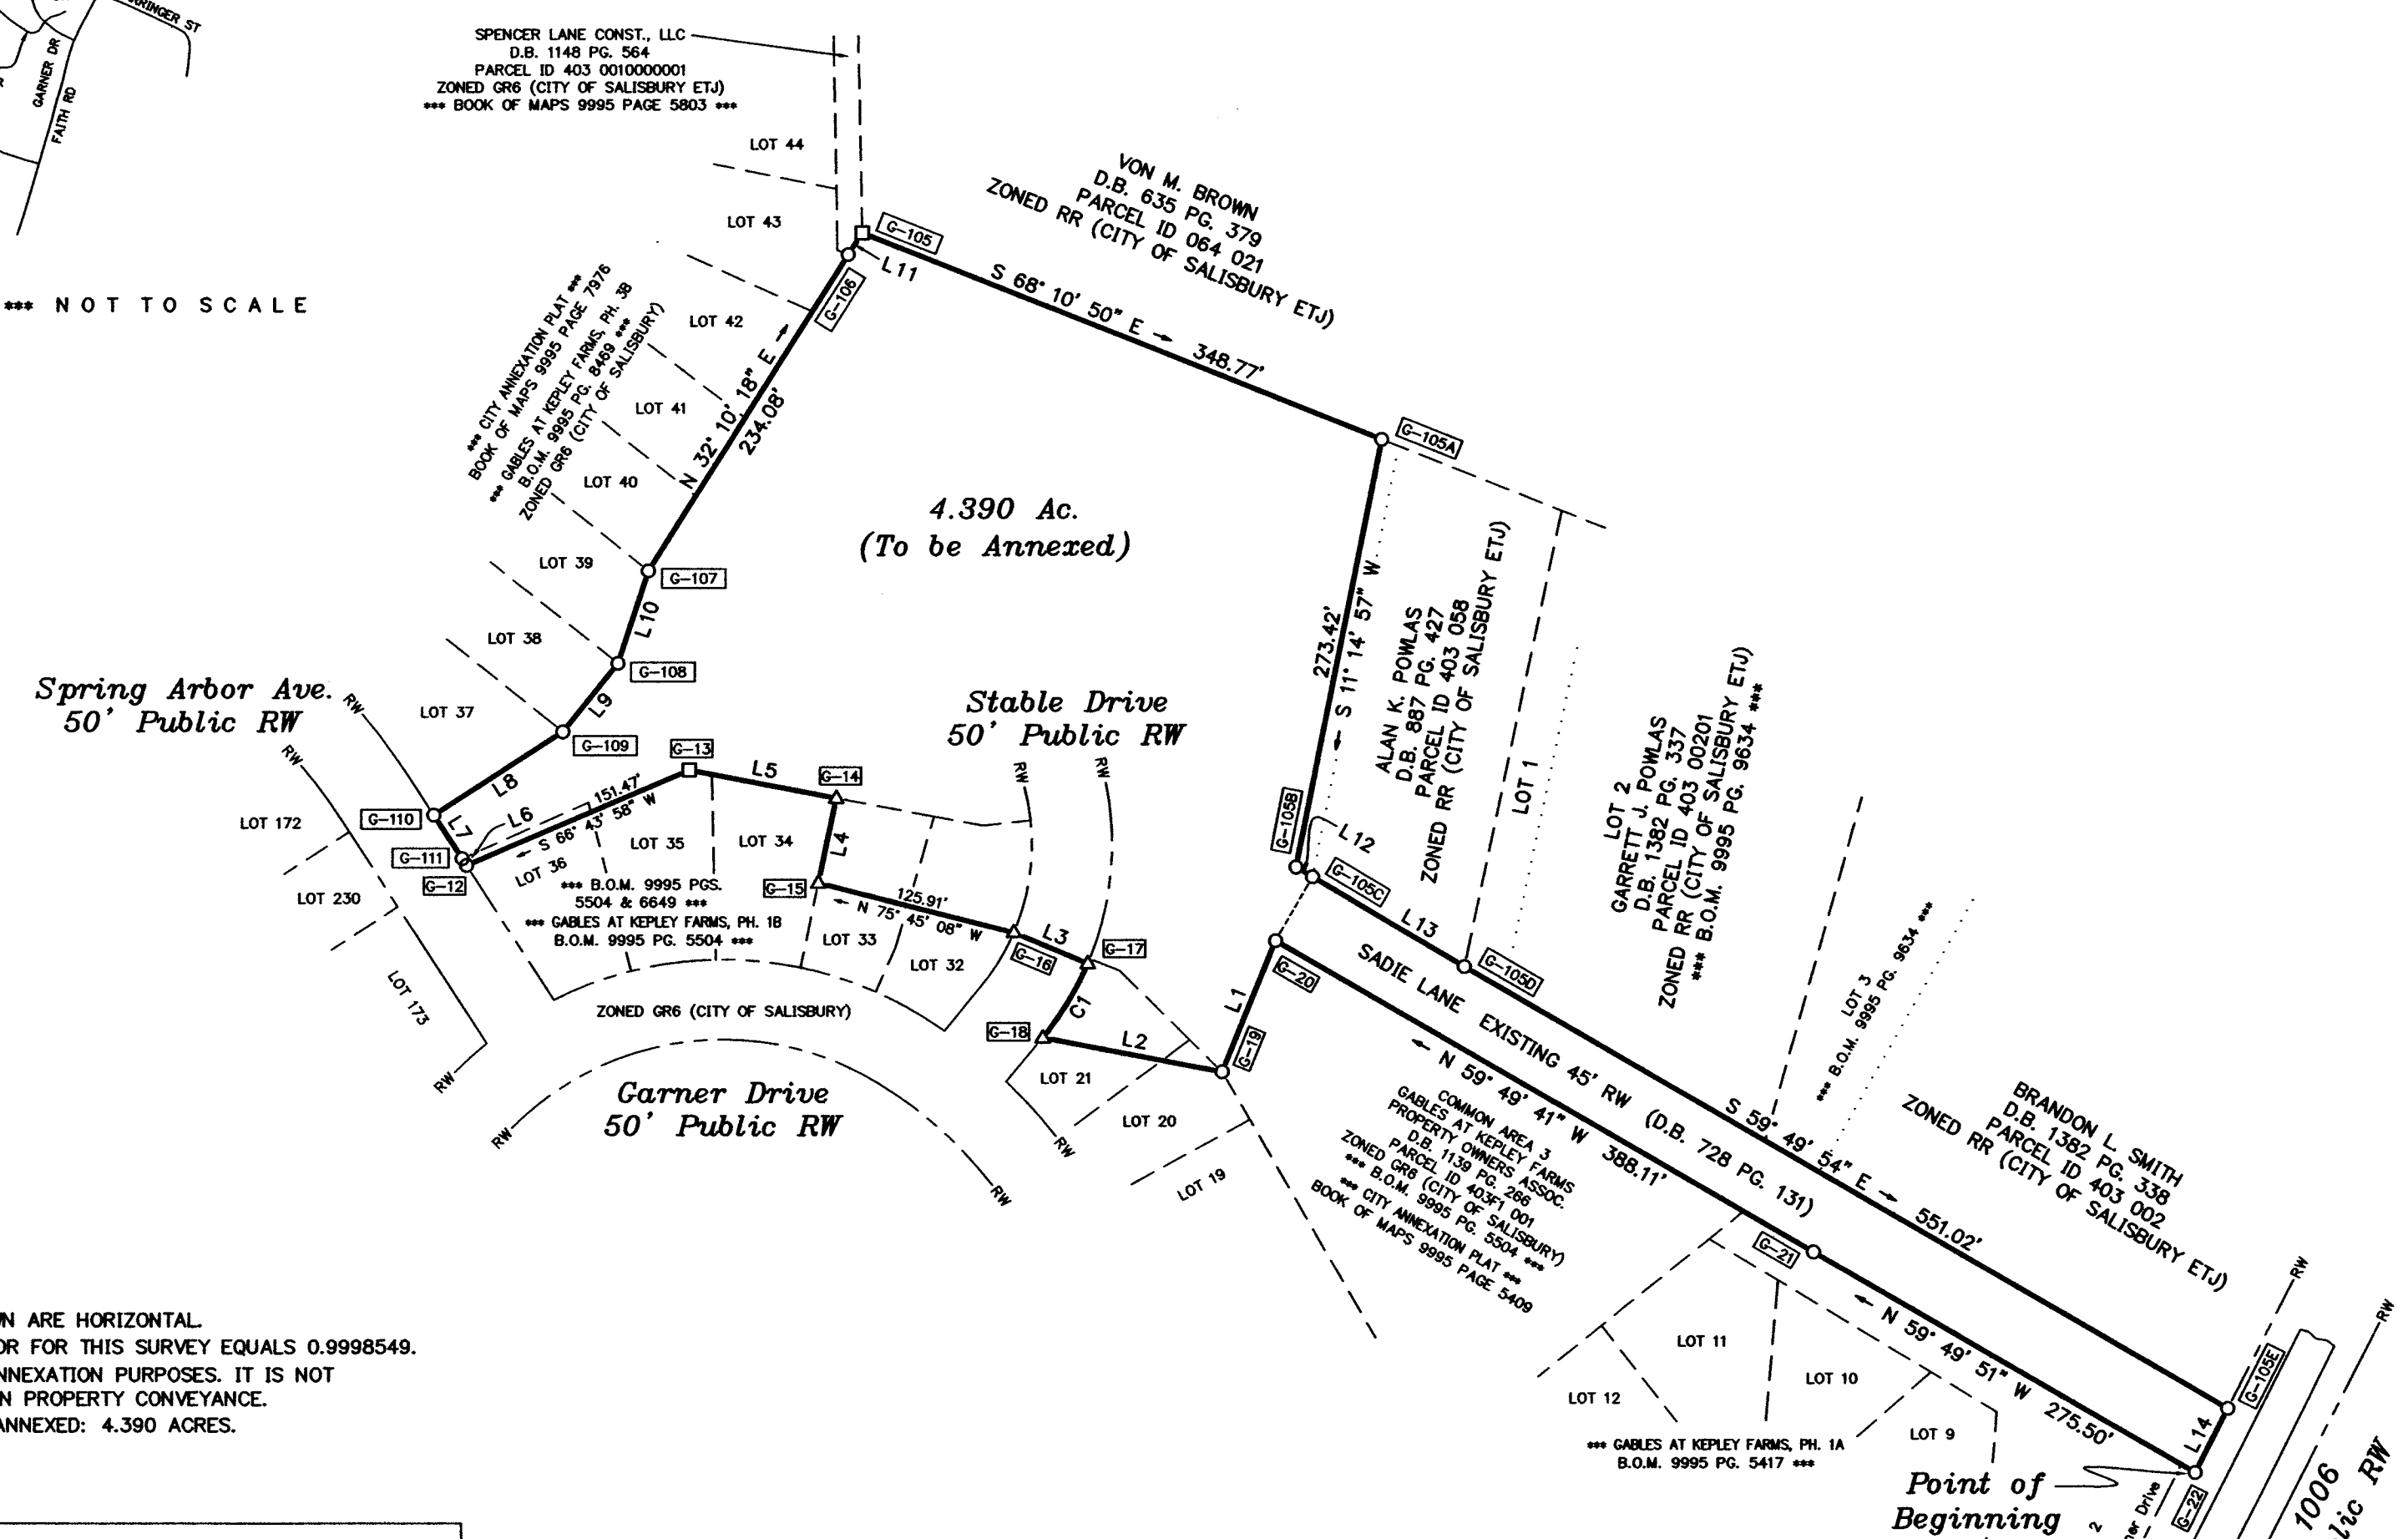 RRINGER ST
GARNER DR
FAITH RD
*** NOT TO SCALE
SPENCER LANE CONST., LLC
D.B. 1148 PG. 564
PARCEL ID 403 0010000001
ZONED GR6 (CITY OF SALISBURY ETJ)
*** BOOK OF MAPS 9995 PAGE 5803 ***
LOT 44
LOT 43
LOT 42
LOT 41
LOT 40
LOT 39
LOT 38
LOT 37
VON M. BROWN
D.B. 635 PG. 379
PARCEL ID 064 021
ZONED RR (CITY OF SALISBURY ETJ)
G-105
L11
G-106
S 68° 10' 50" E
348.77'
G-105A
*** CITY ANNEXATION PLAT ***
BOOK OF MAPS 9995 PAGE 7976
*** GABLES AT KEPLEY FARMS, PH. 3B
B.O.M. 9995 PG. 8469 ***
ZONED GR6 (CITY OF SALISBURY)
N 32° 10' 18" E
234.08'
4.390 Ac.
(To be Annexed)
G-107
L10
G-108
L9
G-109
L8
G-110
L7
L6
G-111
G-12
Spring Arbor Ave.
50' Public RW
RW
RW
LOT 172
LOT 230
LOT 173
RW
G-13
151.47'
S 66° 43' 58" W
L5
G-14
L4
G-15
LOT 36
LOT 35
LOT 34
*** B.O.M. 9995 PGS.
5504 & 6649 ***
*** GABLES AT KEPLEY FARMS, PH. 1B
B.O.M. 9995 PG. 5504 ***
125.91'
N 75° 45' 08" W
LOT 33
LOT 32
Stable Drive
50' Public RW
RW
RW
L3
G-16
G-17
C1
G-18
L2
G-19
L1
G-20
ZONED GR6 (CITY OF SALISBURY)
Garner Drive
50' Public RW
RW
RW
RW
LOT 21
LOT 20
LOT 19
273.42'
S 11° 14' 57" W
G-105B
L12
G-105C
L13
G-105D
ALAN K. POWLAS
D.B. 887 PG. 427
PARCEL ID 403 058
ZONED RR (CITY OF SALISBURY ETJ)
LOT 1
LOT 2
GARRETT J. POWLAS
D.B. 1382 PG. 337
PARCEL ID 403 00201
ZONED RR (CITY OF SALISBURY ETJ)
*** B.O.M. 9995 PG. 9634 ***
LOT 3
*** B.O.M. 9995 PG. 9634 ***
BRANDON L. SMITH
D.B. 1382 PG. 338
PARCEL ID 403 002
ZONED RR (CITY OF SALISBURY ETJ)
SADIE LANE EXISTING 45' RW (D.B. 728 PG. 131)
S 59° 49' 54" E
551.02'
N 59° 49' 41" W 388.11'
COMMON AREA 3
GABLES AT KEPLEY FARMS
PROPERTY OWNERS ASSOC.
D.B. 1139 PG. 266
PARCEL ID 403F1 001
ZONED GR6 (CITY OF SALISBURY)
*** B.O.M. 9995 PG. 5504 ***
*** CITY ANNEXATION PLAT ***
BOOK OF MAPS 9995 PAGE 5409
G-21
N 59° 49' 51" W
275.50'
LOT 12
LOT 11
LOT 10
LOT 9
*** GABLES AT KEPLEY FARMS, PH. 1A
B.O.M. 9995 PG. 5417 ***
L14
G-105E
G-22
RW
RW
Point of
Beginning
ner Drive
2
1006
lic RW
N ARE HORIZONTAL.
OR FOR THIS SURVEY EQUALS 0.9998549.
NNEXATION PURPOSES. IT IS NOT
N PROPERTY CONVEYANCE.
ANNEXED: 4.390 ACRES.